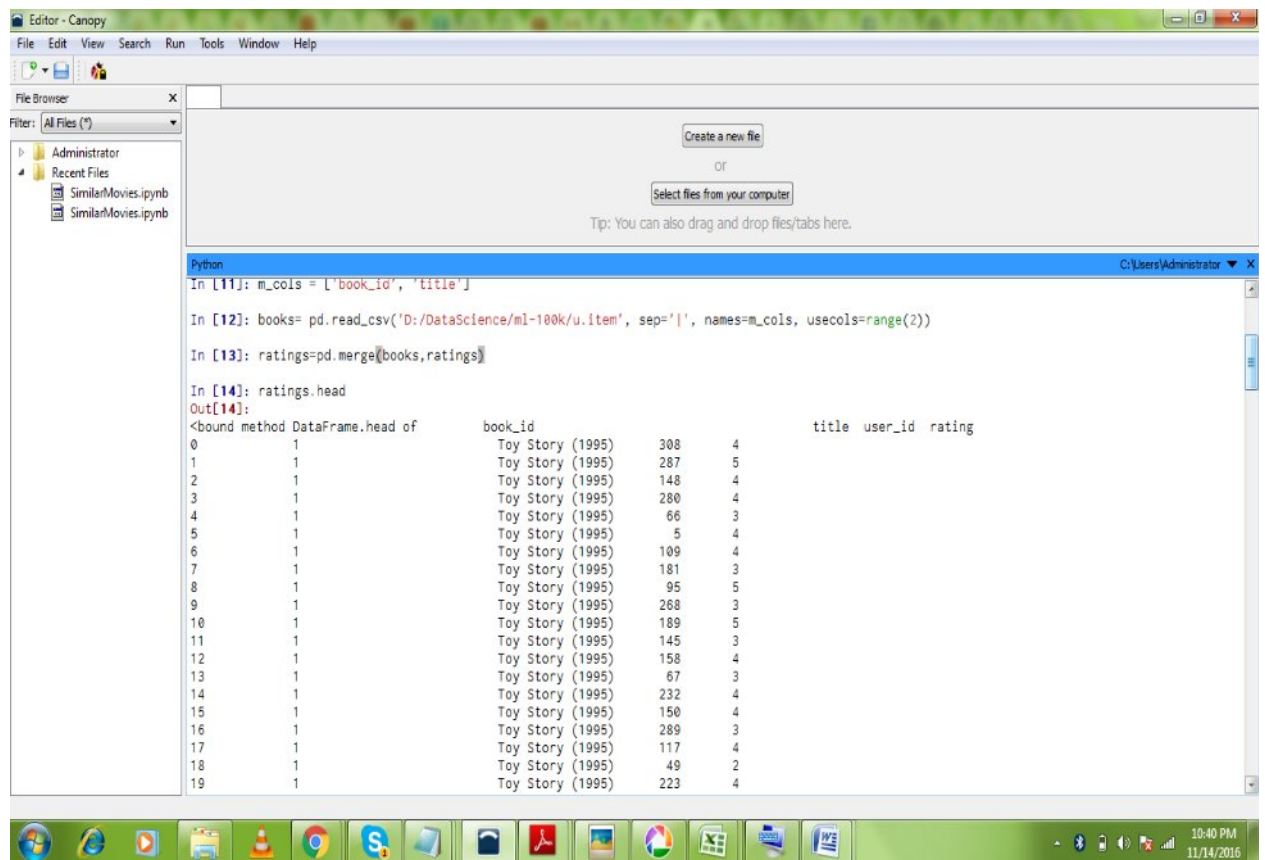 Editor - Canopy
File Edit View Search Run Tools Window Help
File Browser x
Filter: All Files (*)
Administrator
Recent Files
SimilarMovies.ipynb
SimilarMovies.ipynb
Create a new file
or
Select files from your computer
Tip: You can also drag and drop files/tabs here.
Python C:\Users\Administrator
In [11]: m_cols = ['book_id', 'title']
In [12]: books= pd.read_csv('D:/DataScience/ml-100k/u.item', sep='|', names=m_cols, usecols=range(2))
In [13]: ratings=pd.merge(books,ratings)
In [14]: ratings.head
Out[14]:
<bound method DataFrame.head of book_id title user_id rating
0 1 Toy Story (1995) 308 4
1 1 Toy Story (1995) 287 5
2 1 Toy Story (1995) 148 4
3 1 Toy Story (1995) 280 4
4 1 Toy Story (1995) 66 3
5 1 Toy Story (1995) 5 4
6 1 Toy Story (1995) 109 4
7 1 Toy Story (1995) 181 3
8 1 Toy Story (1995) 95 5
9 1 Toy Story (1995) 268 3
10 1 Toy Story (1995) 189 5
11 1 Toy Story (1995) 145 3
12 1 Toy Story (1995) 158 4
13 1 Toy Story (1995) 67 3
14 1 Toy Story (1995) 232 4
15 1 Toy Story (1995) 150 4
16 1 Toy Story (1995) 289 3
17 1 Toy Story (1995) 117 4
18 1 Toy Story (1995) 49 2
19 1 Toy Story (1995) 223 4
10:40 PM
11/14/2016